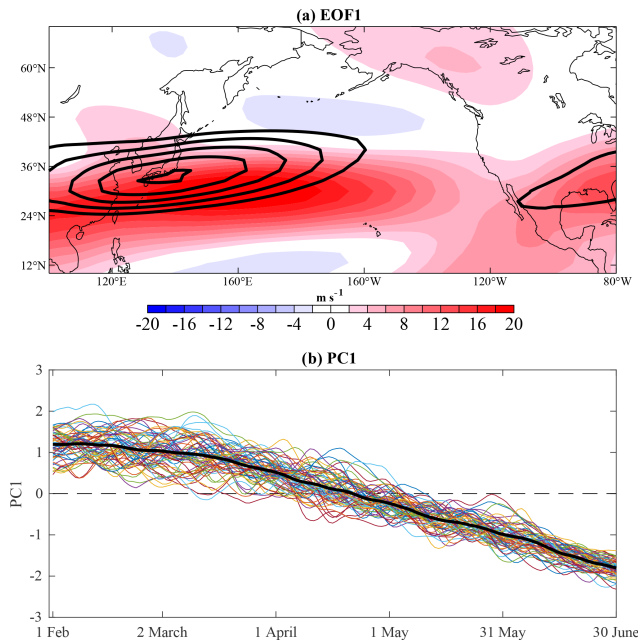 (a) EOF1
60°N
48°N
36°N
24°N
12°N
120°E 160°E 160°W 120°W 80°W
m s⁻¹
-20 -16 -12 -8 -4 0 4 8 12 16 20
(b) PC1
3
2
1
0
-1
-2
-3
PC1
1 Feb 2 March 1 April 1 May 31 May 30 June